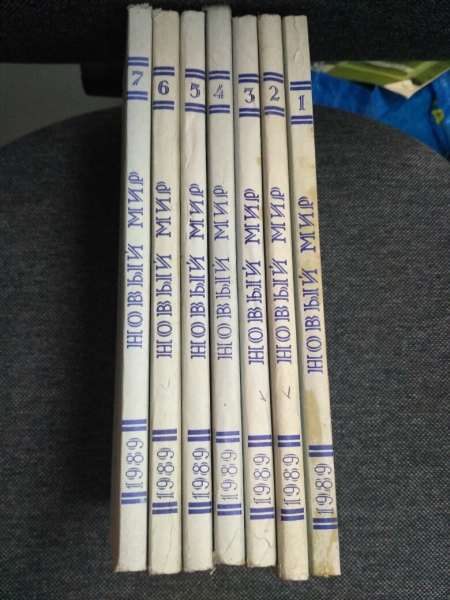 7 НОВЫЙ МИР 1989
6 НОВЫЙ МИР 1989
5 НОВЫЙ МИР 1989
4 НОВЫЙ МИР 1989
3 НОВЫЙ МИР 1989
2 НОВЫЙ МИР 1989
1 НОВЫЙ МИР 1989